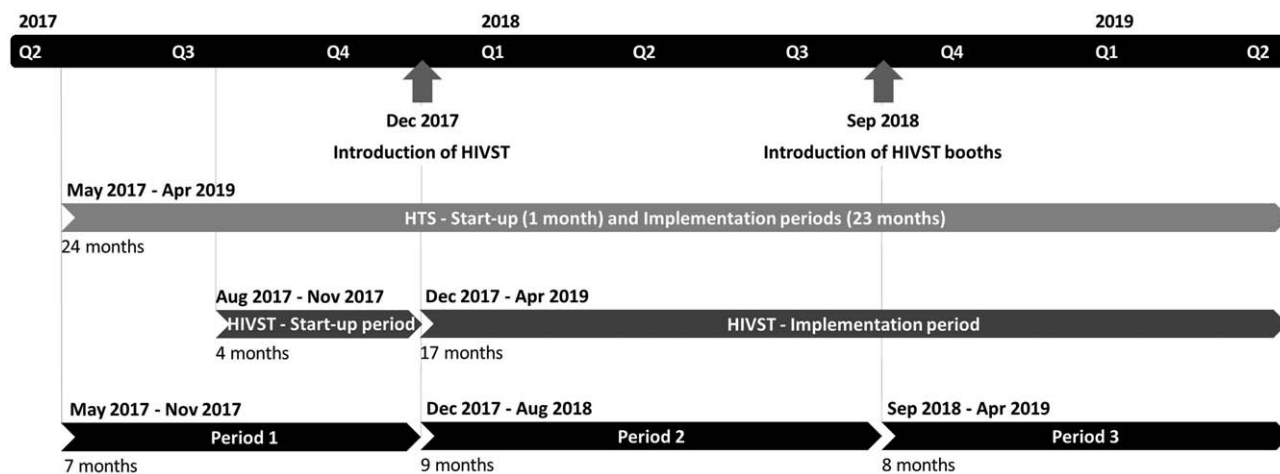 2017 2018 2019
Q2 Q3 Q4 Q1 Q2 Q3 Q4 Q1 Q2
Dec 2017 Sep 2018
Introduction of HIVST Introduction of HIVST booths
May 2017 - Apr 2019
HTS - Start-up (1 month) and Implementation periods (23 months)
24 months
Aug 2017 - Nov 2017 Dec 2017 - Apr 2019
HIVST - Start-up period HIVST - Implementation period
4 months 17 months
May 2017 - Nov 2017 Dec 2017 - Aug 2018 Sep 2018 - Apr 2019
Period 1 Period 2 Period 3
7 months 9 months 8 months